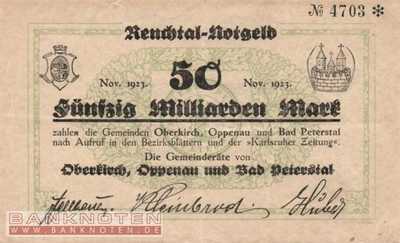 № 4703 *
Renchtal-Notgeld
Nov. 1923. 50 Nov. 1923.
Fünfzig Milliarden Mark
zahlen die Gemeinden Oberkirch, Oppenau und Bad Peterstal
nach Aufruf in den Bezirksblättern und der »Karlsruher Zeitung«.
Die Gemeinderäte von
Oberkirch, Oppenau und Bad Peterstal
BANKNOTEN
WWW.BANKNOTEN.DE